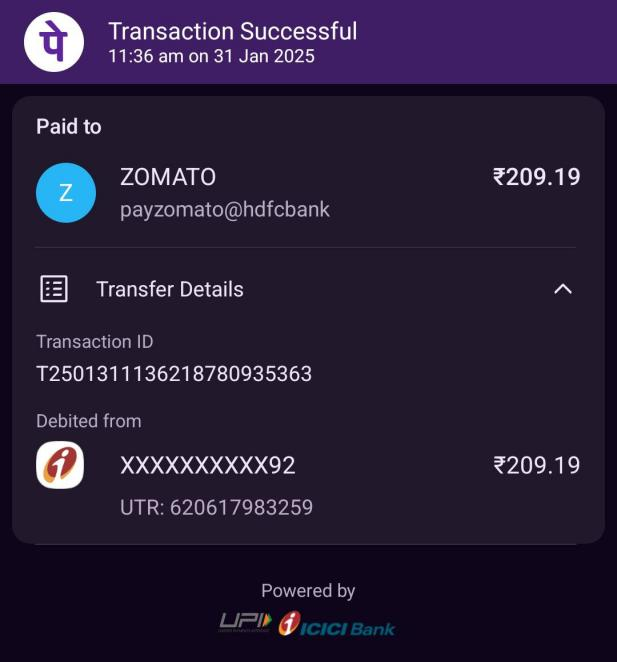 पे
Transaction Successful
11:36 am on 31 Jan 2025
Paid to
Z
ZOMATO
₹209.19
payzomato@hdfcbank
Transfer Details
Transaction ID
T2501311136218780935363
Debited from
XXXXXXXXXX92
₹209.19
UTR: 620617983259
Powered by
UPI ICICI Bank